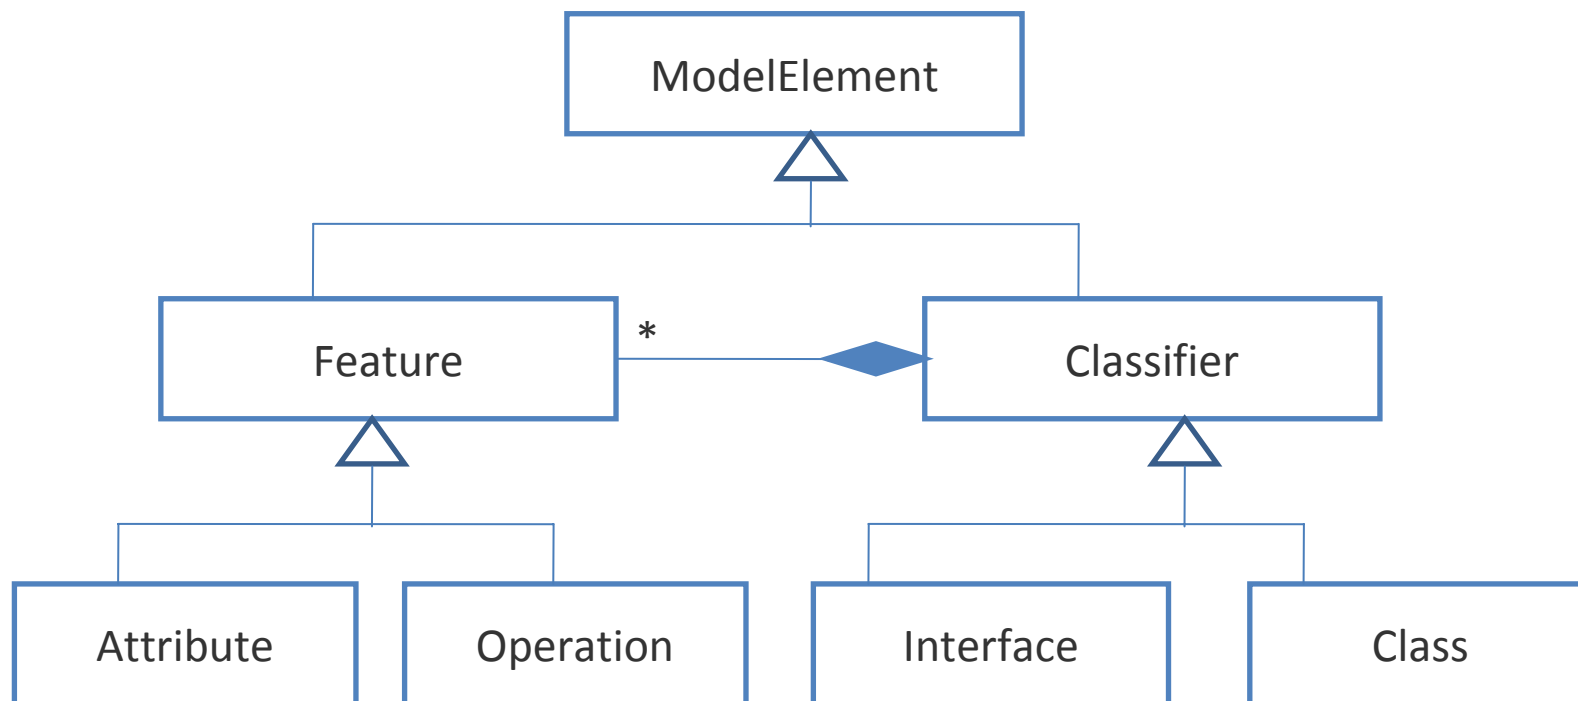 ModelElement
Feature
*
Classifier
Attribute
Operation
Interface
Class